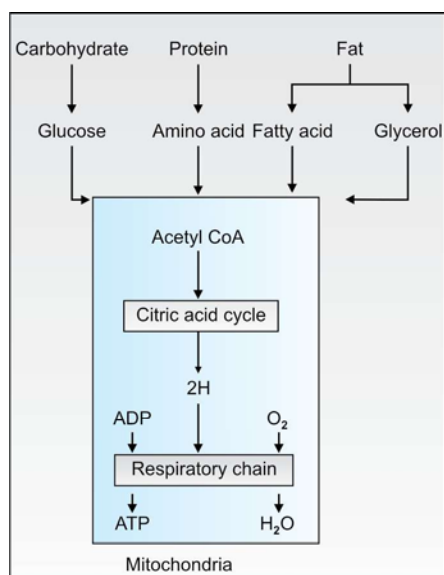 Carbohydrate Protein Fat
Glucose Amino acid Fatty acid Glycerol
Acetyl CoA
Citric acid cycle
2H
ADP O₂
Respiratory chain
ATP H₂O
Mitochondria